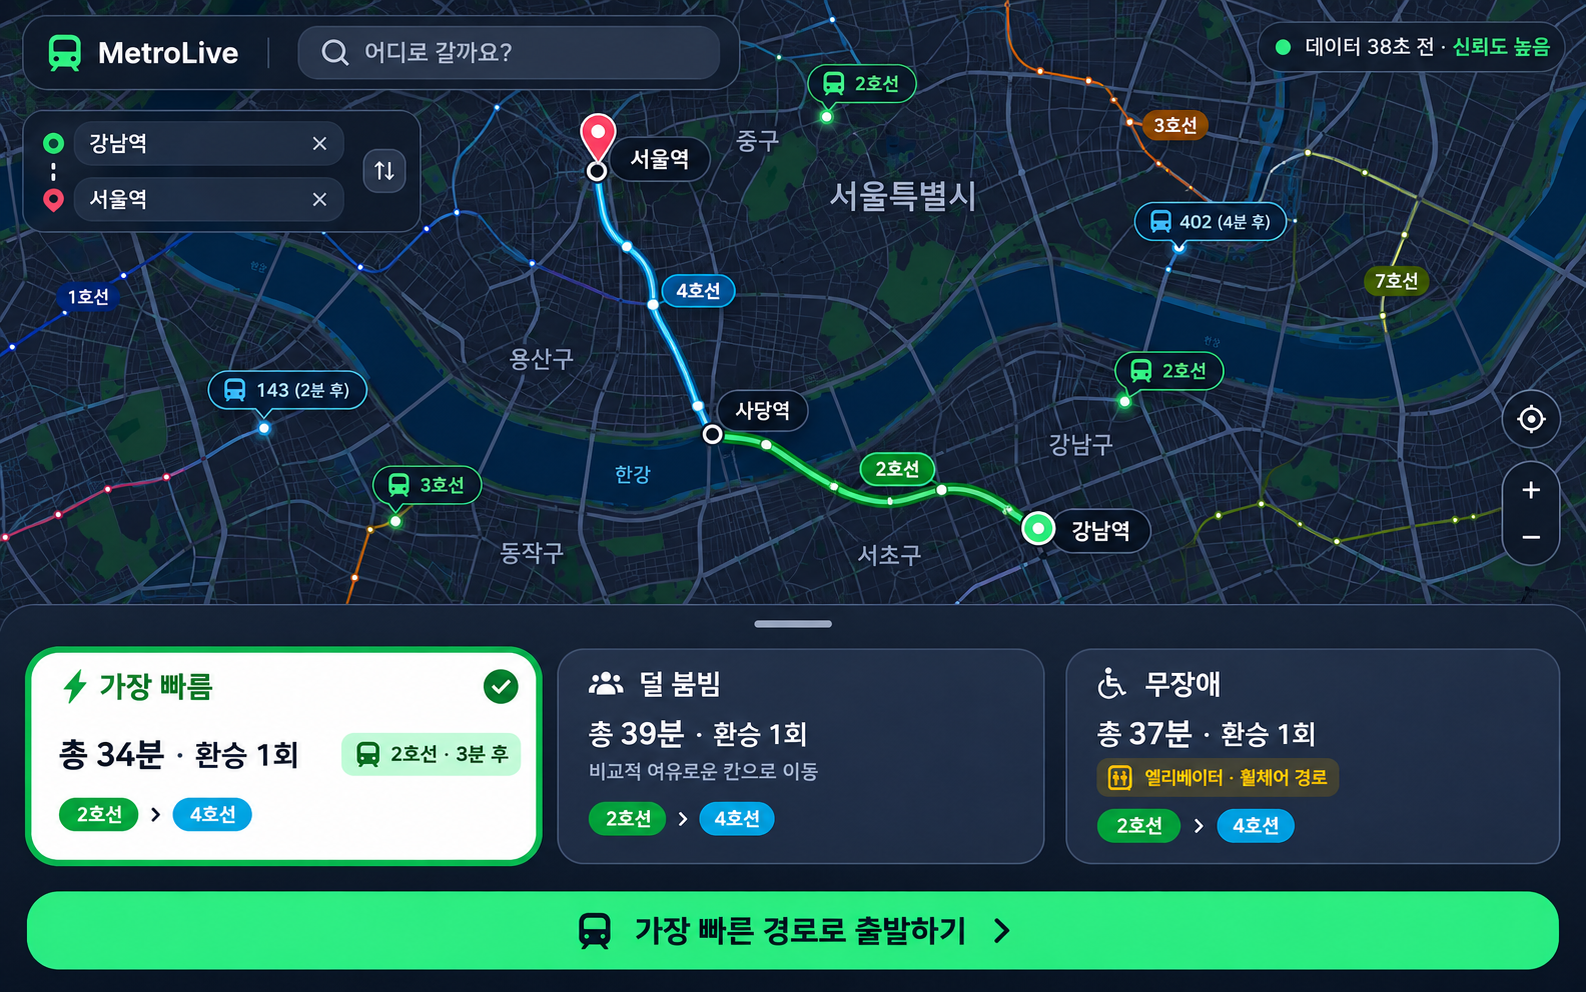 MetroLive
어디로 갈까요?
데이터 38초 전 · 신뢰도 높음
강남역
서울역
2호선
3호선
서울역
중구
서울특별시
402 (4분 후)
1호선
4호선
7호선
용산구
143 (2분 후)
2호선
사당역
강남구
한강
2호선
3호선
강남역
동작구
서초구
가장 빠름
총 34분 · 환승 1회
2호선 · 3분 후
2호선 > 4호선
덜 붐빔
총 39분 · 환승 1회
비교적 여유로운 칸으로 이동
2호선 > 4호선
무장애
총 37분 · 환승 1회
엘리베이터 · 휠체어 경로
2호선 > 4호션
가장 빠른 경로로 출발하기 >